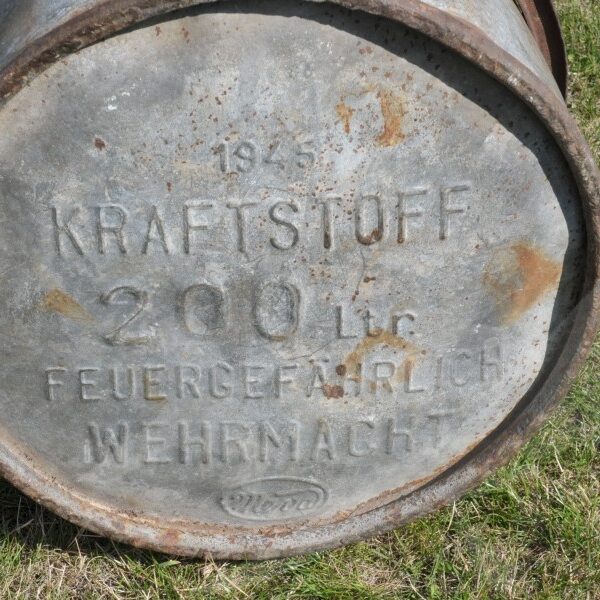 1945
KRAFTSTOFF
200 Ltr.
FEUERGEFÄHRLICH
WEHRMACHT